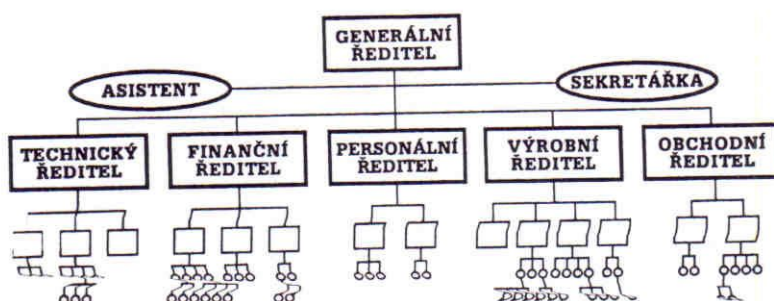 GENERÁLNÍ
ŘEDITEL
ASISTENT
SEKRETÁŘKA
TECHNICKÝ
ŘEDITEL
FINANČNÍ
ŘEDITEL
PERSONÁLNÍ
ŘEDITEL
VÝROBNÍ
ŘEDITEL
OBCHODNÍ
ŘEDITEL